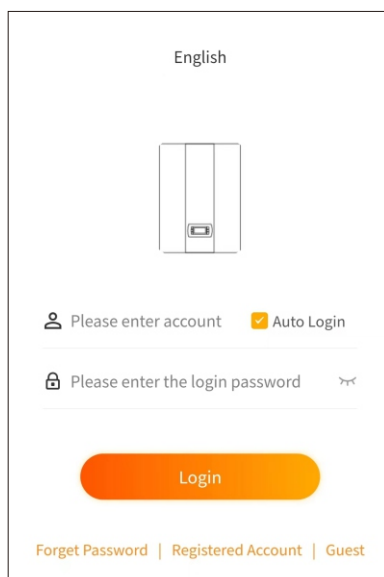 English
Please enter account Auto Login
Please enter the login password
Login
Forget Password | Registered Account | Guest